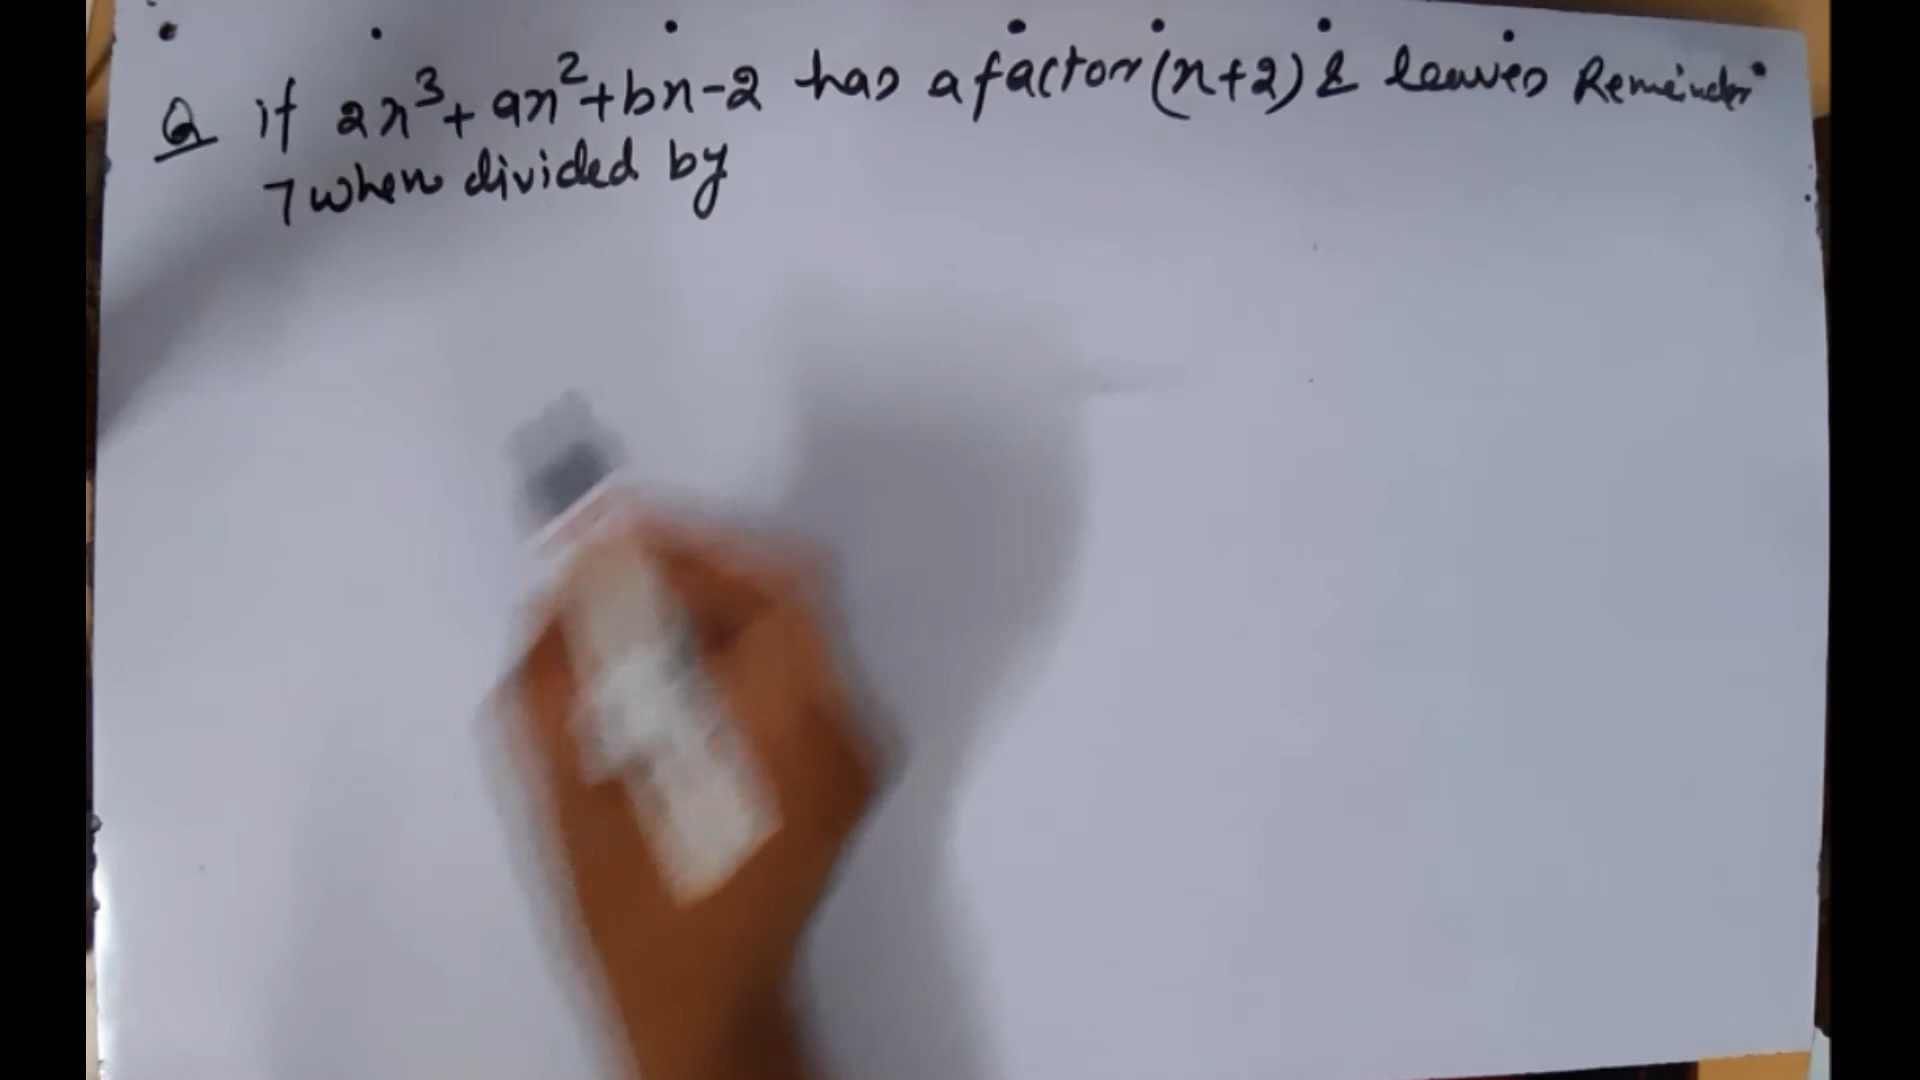 Q if 2x³+ax²+bx-2 has a factor (x+2) & leaves Remainder
7 when divided by